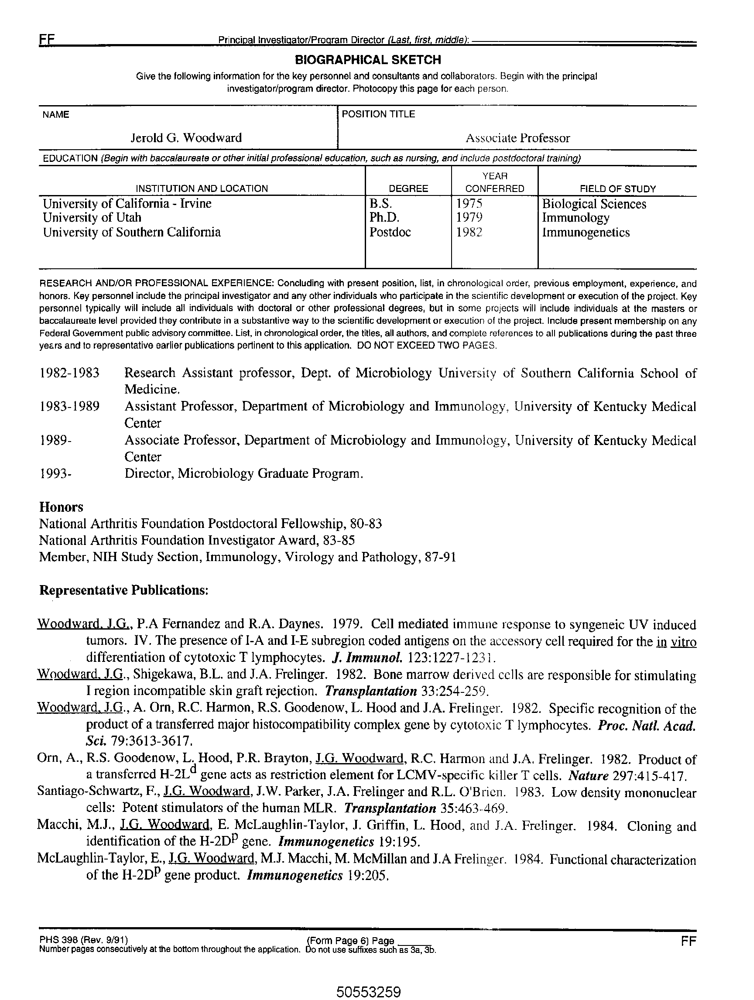 FF Principal Investigator/Program Director (Last, first, middle):
BIOGRAPHICAL SKETCH
Give the following information for the key personnel and consultants and collaborators. Begin with the principal
investigator/program director. Photocopy this page for each person.
NAME POSITION TITLE
Jerold G. Woodward Associate Professor
EDUCATION (Begin with baccalaureate or other initial professional education, such as nursing, and include postdoctoral training)
YEAR
INSTITUTION AND LOCATION DEGREE CONFERRED FIELD OF STUDY
University of California - Irvine B.S. 1975 Biological Sciences
University of Utah Ph.D. 1979 Immunology
University of Southern California Postdoc 1982 Immunogenetics
RESEARCH AND/OR PROFESSIONAL EXPERIENCE: Concluding with present position, list, in chronological order, previous employment, experience, and
honors. Key personnel include the principal investigator and any other individuals who participate in the scientific development or execution of the project. Key
personnel typically will include all individuals with doctoral or other professional degrees, but in some projects will include individuals at the masters or
baccalaureate level provided they contribute in a substantive way to the scientific development or execution of the project. Include present membership on any
Federal Government public advisory committee. List, in chronological order, the titles, all authors, and complete references to all publications during the past three
years and to representative earlier publications pertinent to this application. DO NOT EXCEED TWO PAGES.
1982-1983 Research Assistant professor, Dept. of Microbiology University of Southern California School of
Medicine.
1983-1989 Assistant Professor, Department of Microbiology and Immunology, University of Kentucky Medical
Center
1989- Associate Professor, Department of Microbiology and Immunology, University of Kentucky Medical
Center
1993- Director, Microbiology Graduate Program.
Honors
National Arthritis Foundation Postdoctoral Fellowship, 80-83
National Arthritis Foundation Investigator Award, 83-85
Member, NIH Study Section, Immunology, Virology and Pathology, 87-91
Representative Publications:
Woodward, J.G., P.A Fernandez and R.A. Daynes. 1979. Cell mediated immune response to syngeneic UV induced
tumors. IV. The presence of I-A and I-E subregion coded antigens on the accessory cell required for the in vitro
differentiation of cytotoxic T lymphocytes. J. Immunol. 123:1227-1231.
Woodward, J.G., Shigekawa, B.L. and J.A. Frelinger. 1982. Bone marrow derived cells are responsible for stimulating
I region incompatible skin graft rejection. Transplantation 33:254-259.
Woodward, J.G., A. Orn, R.C. Harmon, R.S. Goodenow, L. Hood and J.A. Frelinger. 1982. Specific recognition of the
product of a transferred major histocompatibility complex gene by cytotoxic T lymphocytes. Proc. Natl. Acad.
Sci. 79:3613-3617.
Orn, A., R.S. Goodenow, L. Hood, P.R. Brayton, J.G. Woodward, R.C. Harmon and J.A. Frelinger. 1982. Product of
a transferred H-2Ld gene acts as restriction element for LCMV-specific killer T cells. Nature 297:415-417.
Santiago-Schwartz, F., J.G. Woodward, J.W. Parker, J.A. Frelinger and R.L. O'Brien. 1983. Low density mononuclear
cells: Potent stimulators of the human MLR. Transplantation 35:463-469.
Macchi, M.J., J.G. Woodward, E. McLaughlin-Taylor, J. Griffin, L. Hood, and J.A. Frelinger. 1984. Cloning and
identification of the H-2Dp gene. Immunogenetics 19:195.
McLaughlin-Taylor, E., J.G. Woodward, M.J. Macchi, M. McMillan and J.A Frelinger. 1984. Functional characterization
of the H-2Dp gene product. Immunogenetics 19:205.
PHS 398 (Rev. 9/91) (Form Page 6) Page FF
Number pages consecutively at the bottom throughout the application. Do not use suffixes such as 3a, 3b.
50553259